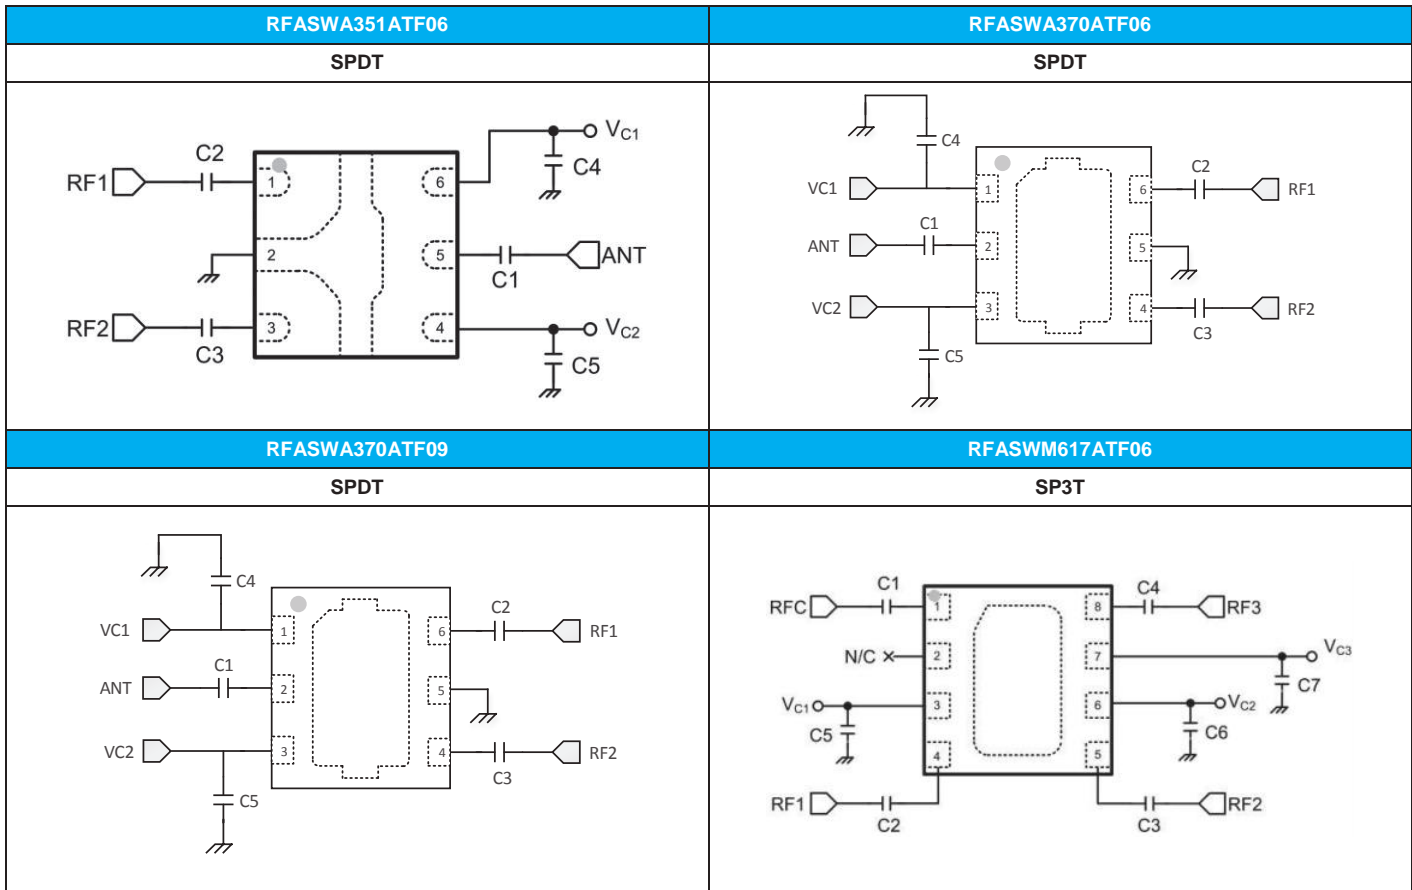 RFASWA351ATF06
SPDT
C2
RF1
1
2
RF2
3
C3
6
VC1
C4
5
ANT
C1
4
VC2
C5
RFASWA370ATF06
SPDT
C4
VC1
1
C1
ANT
2
VC2
3
C5
C2
6
RF1
5
4
RF2
C3
RFASWA370ATF09
SPDT
C4
VC1
1
C1
ANT
2
VC2
3
C5
C2
6
RF1
5
4
RF2
C3
RFASWM617ATF06
SP3T
C1
RFC
1
N/C
2
VC1
3
C5
4
RF1
C2
C4
8
RF3
7
VC3
C7
6
VC2
C6
5
RF2
C3